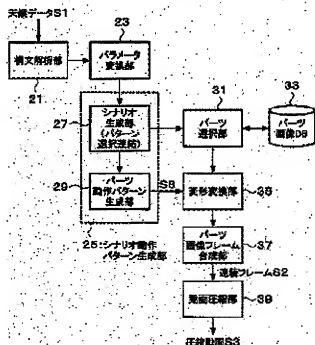 天線データS1
構文解析部
21
23
パラメータ
変換部
27
シナリオ
生成部
(パターン
選択連結)
29
パーツ
動作パターン
生成部
S8
25:シナリオ動作
パターン生成部
31
パーツ
選択部
33
パーツ
画像DB
変形変換部
35
パーツ
画像フレーム
合成部
37
連装フレームS2
動画圧縮部
39
圧縮動画S3